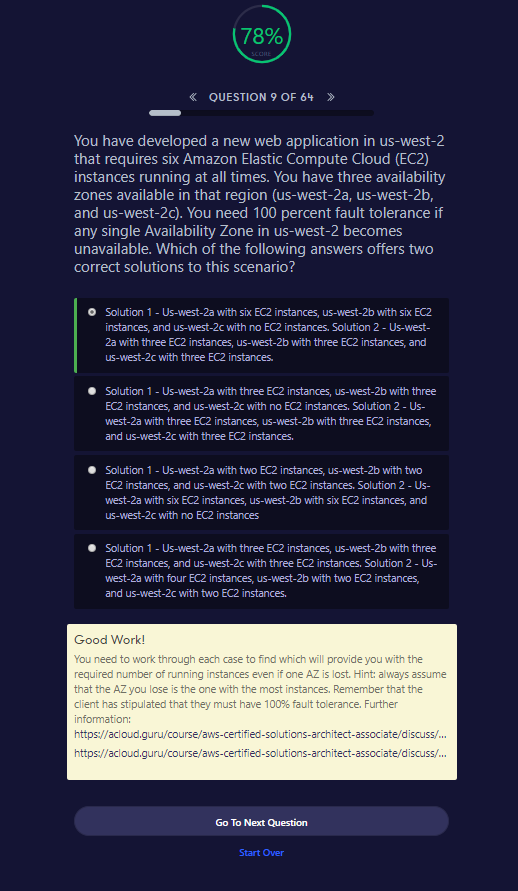 78%
SCORE
« QUESTION 9 OF 64 »
You have developed a new web application in us-west-2
that requires six Amazon Elastic Compute Cloud (EC2)
instances running at all times. You have three availability
zones available in that region (us-west-2a, us-west-2b,
and us-west-2c). You need 100 percent fault tolerance if
any single Availability Zone in us-west-2 becomes
unavailable. Which of the following answers offers two
correct solutions to this scenario?
Solution 1 - Us-west-2a with six EC2 instances, us-west-2b with six EC2
instances, and us-west-2c with no EC2 instances. Solution 2 - Us-west-
2a with three EC2 instances, us-west-2b with three EC2 instances, and
us-west-2c with three EC2 instances.
Solution 1 - Us-west-2a with three EC2 instances, us-west-2b with three
EC2 instances, and us-west-2c with no EC2 instances. Solution 2 - Us-
west-2a with three EC2 instances, us-west-2b with three EC2 instances,
and us-west-2c with three EC2 instances.
Solution 1 - Us-west-2a with two EC2 instances, us-west-2b with two
EC2 instances, and us-west-2c with two EC2 instances. Solution 2 - Us-
west-2a with six EC2 instances, us-west-2b with six EC2 instances, and
us-west-2c with no EC2 instances
Solution 1 - Us-west-2a with three EC2 instances, us-west-2b with three
EC2 instances, and us-west-2c with three EC2 instances. Solution 2 - Us-
west-2a with four EC2 instances, us-west-2b with two EC2 instances,
and us-west-2c with two EC2 instances.
Good Work!
You need to work through each case to find which will provide you with the
required number of running instances even if one AZ is lost. Hint: always assume
that the AZ you lose is the one with the most instances. Remember that the
client has stipulated that they must have 100% fault tolerance. Further
information:
https://acloud.guru/course/aws-certified-solutions-architect-associate/discuss/...
https://acloud.guru/course/aws-certified-solutions-architect-associate/discuss/...
Go To Next Question
Start Over